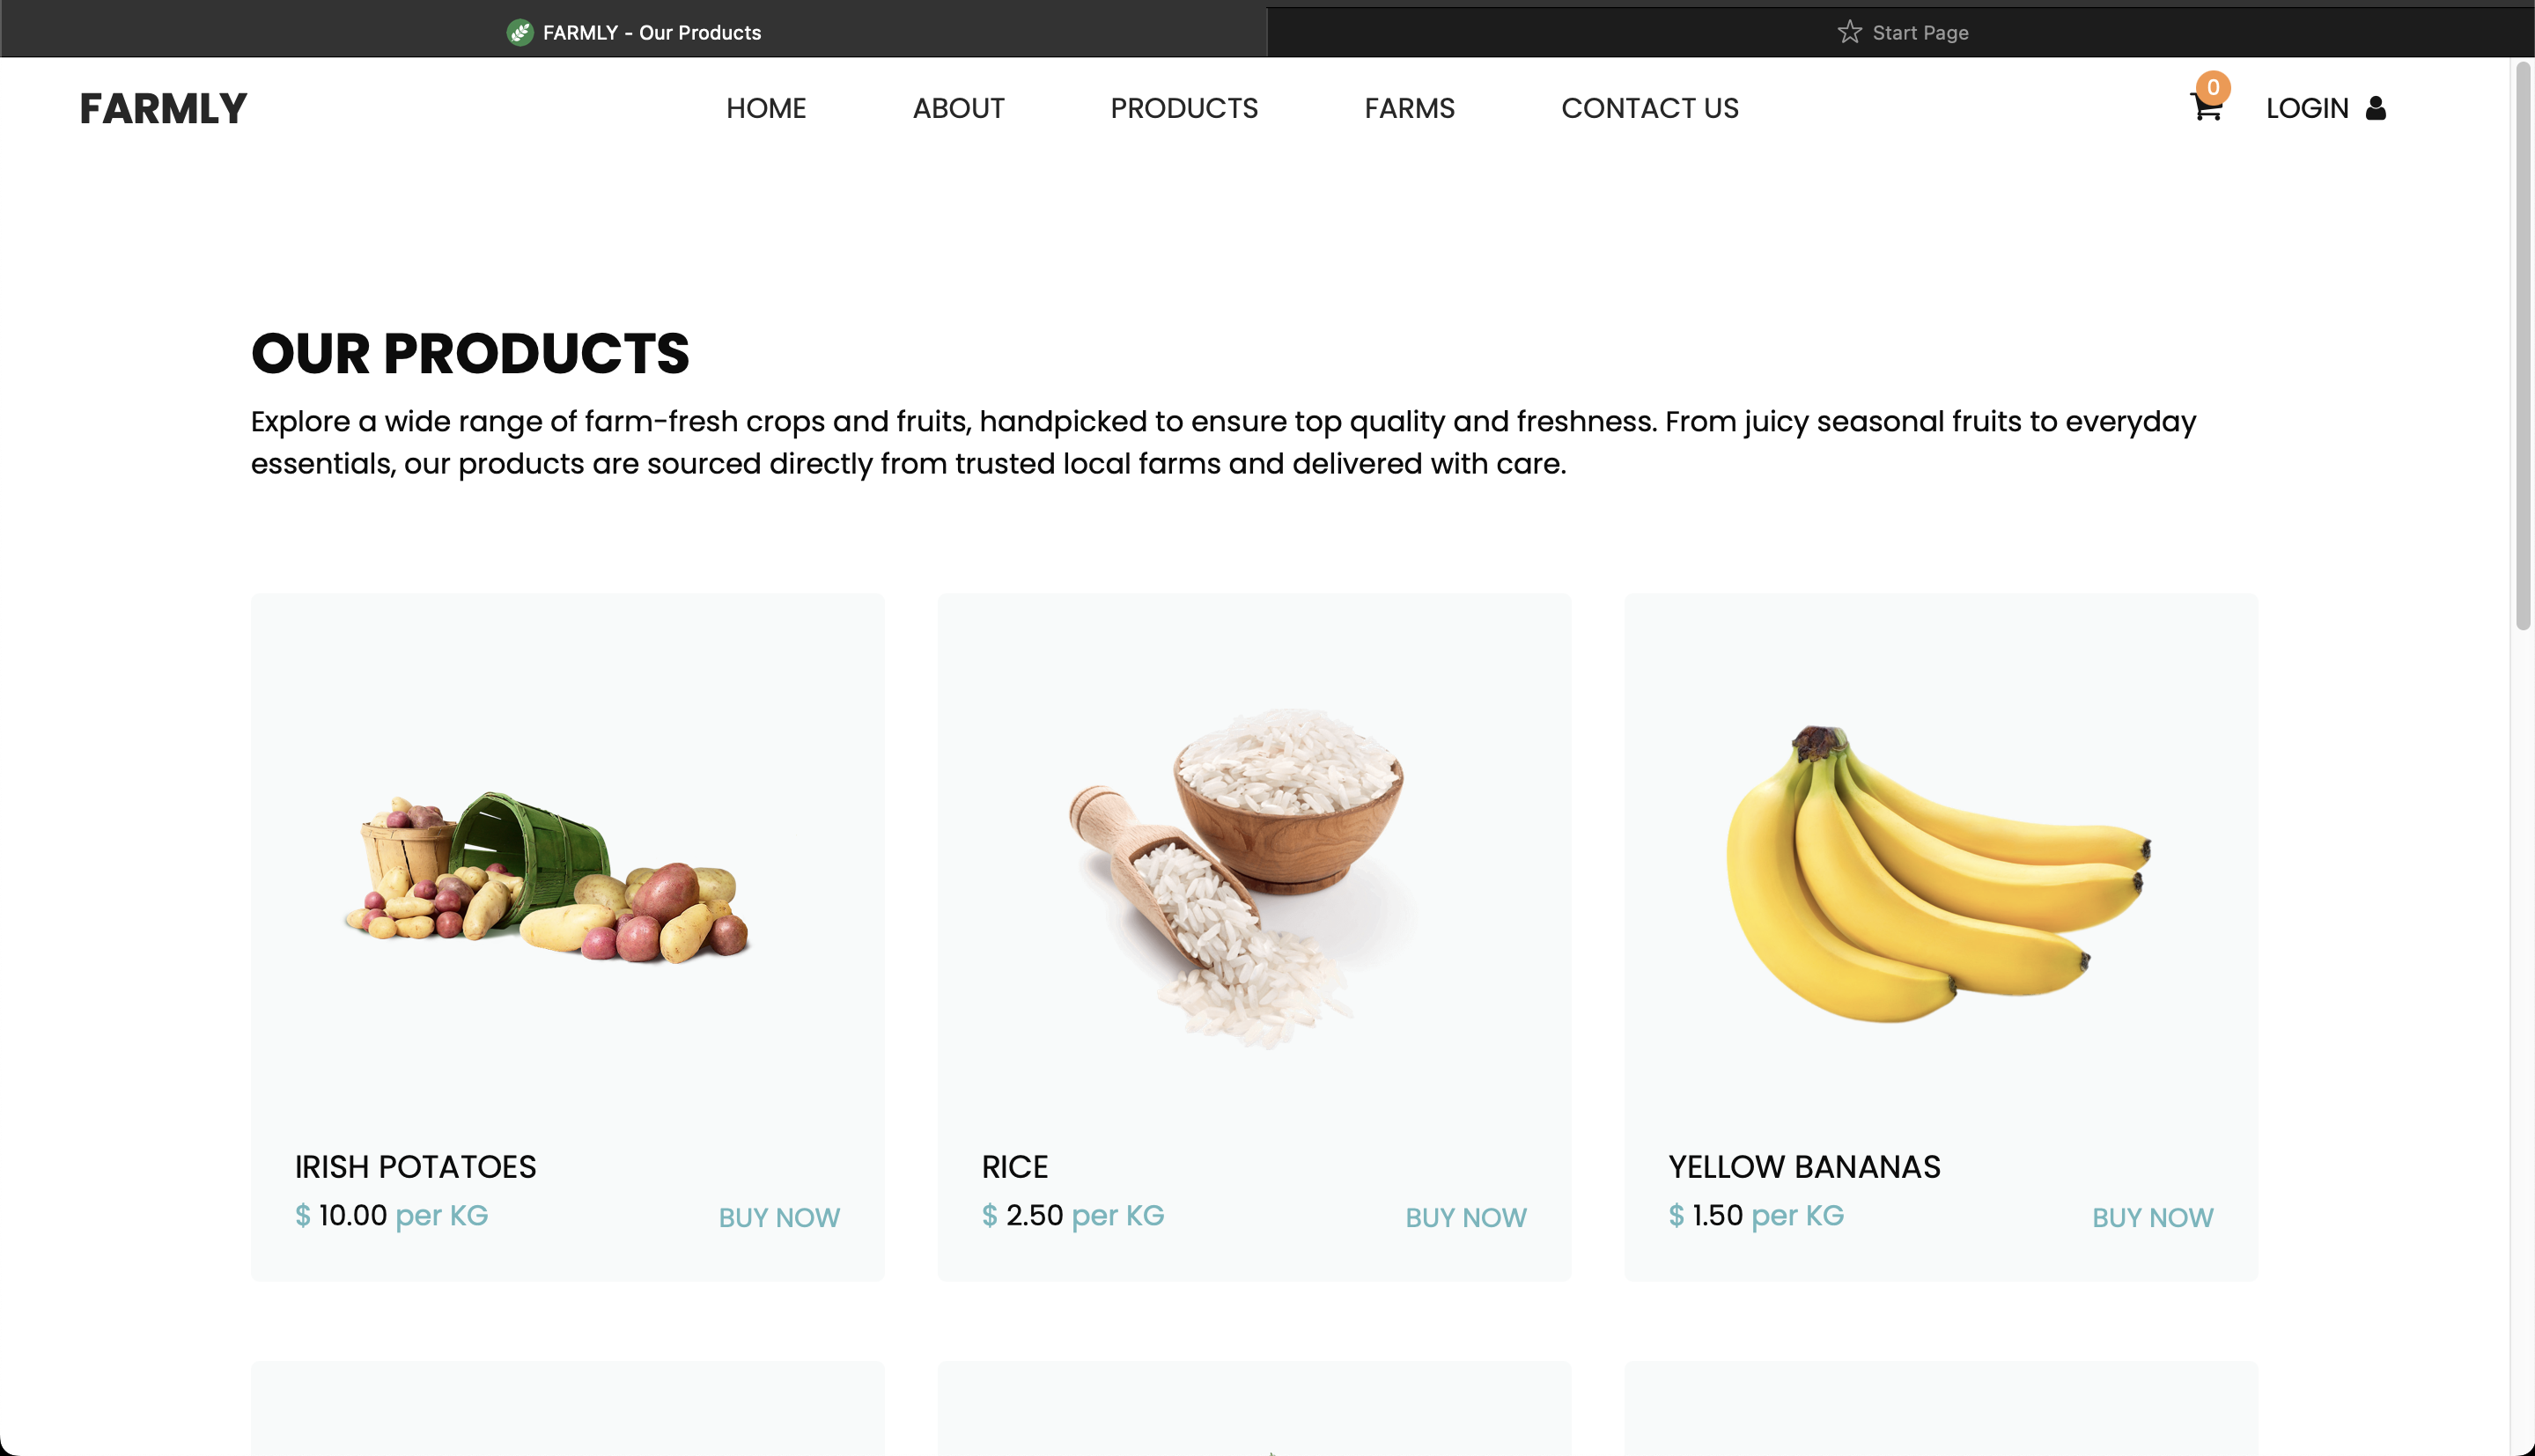 FARMLY - Our Products
Start Page
FARMLY
HOME
ABOUT
PRODUCTS
FARMS
CONTACT US
0
LOGIN
OUR PRODUCTS
Explore a wide range of farm-fresh crops and fruits, handpicked to ensure top quality and freshness. From juicy seasonal fruits to everyday
essentials, our products are sourced directly from trusted local farms and delivered with care.
IRISH POTATOES
$ 10.00 per KG
BUY NOW
RICE
$ 2.50 per KG
BUY NOW
YELLOW BANANAS
$ 1.50 per KG
BUY NOW